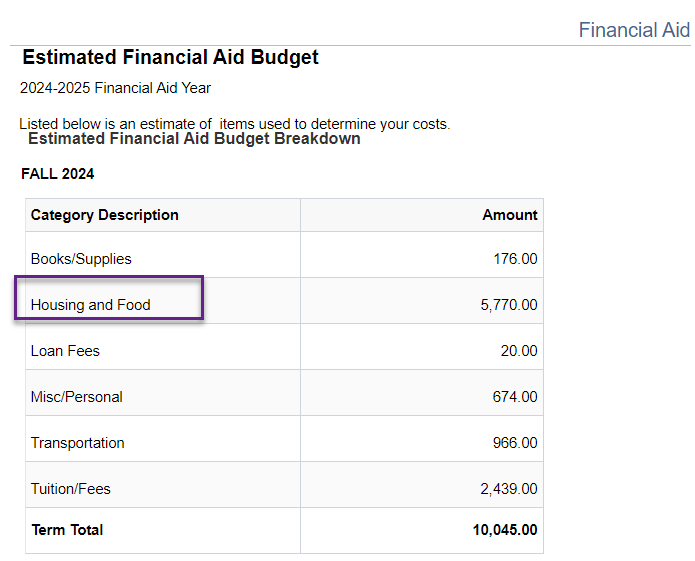 Financial Aid
Estimated Financial Aid Budget
2024-2025 Financial Aid Year
Listed below is an estimate of items used to determine your costs.
Estimated Financial Aid Budget Breakdown
FALL 2024
Category Description Amount
Books/Supplies 176.00
Housing and Food 5,770.00
Loan Fees 20.00
Misc/Personal 674.00
Transportation 966.00
Tuition/Fees 2,439.00
Term Total 10,045.00